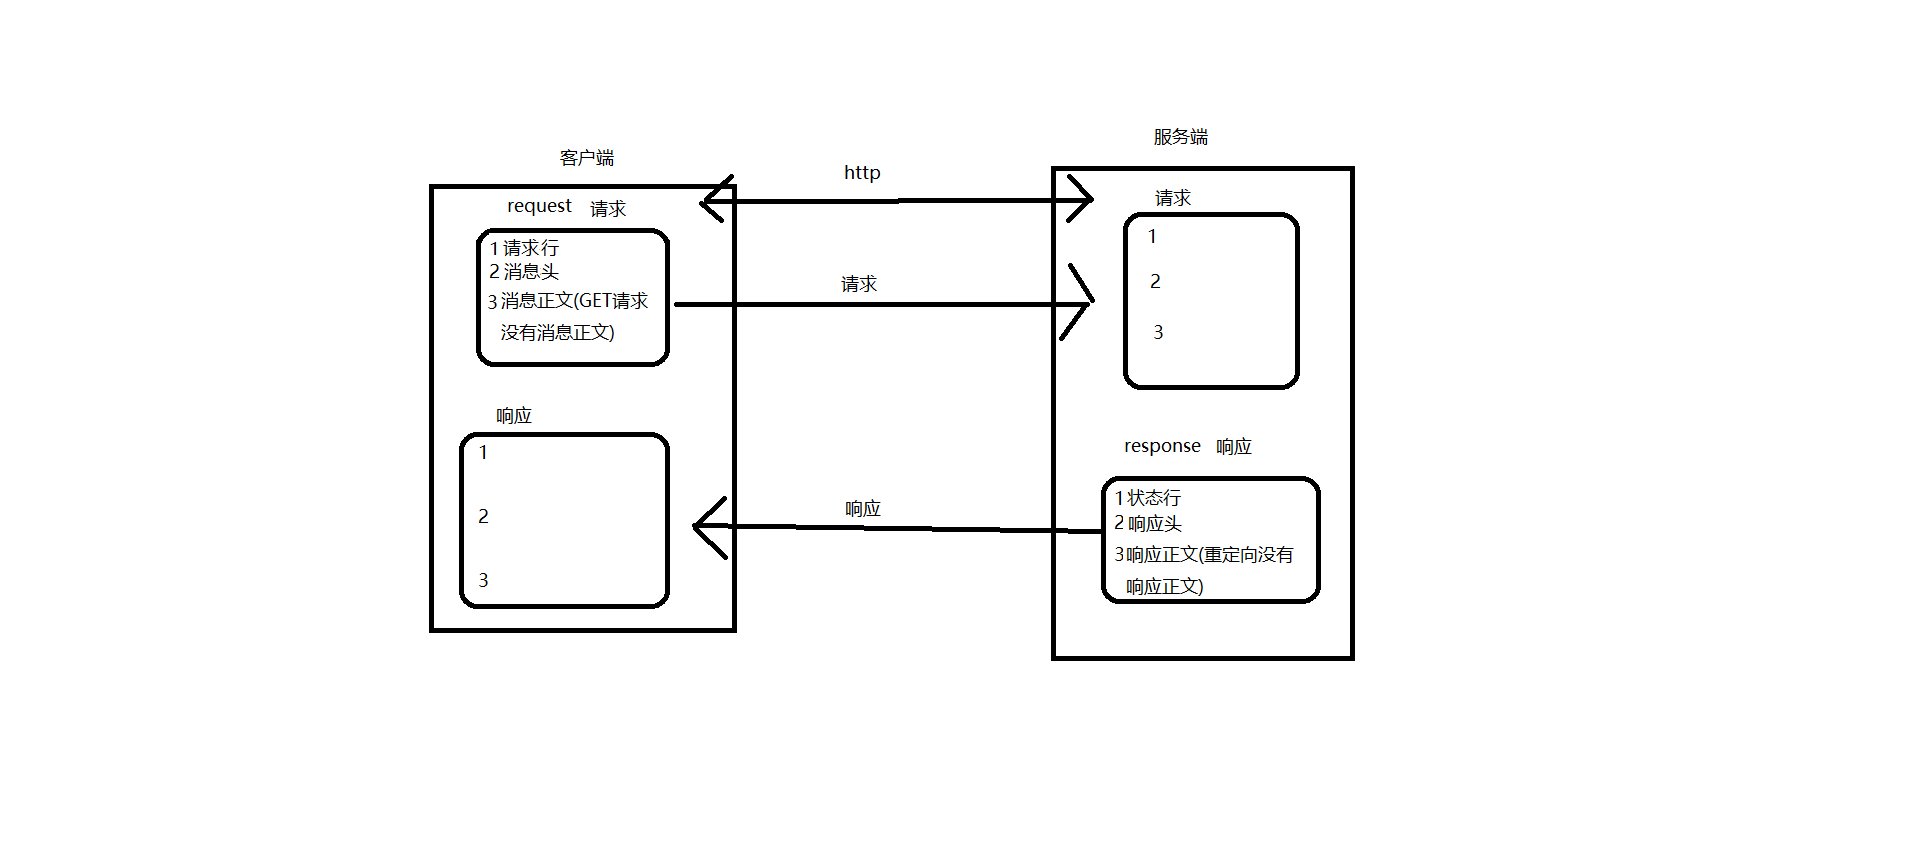 客户端
request 请求
1 请求行
2 消息头
3 消息正文(GET请求
没有消息正文)
响应
1
2
3
http
请求
响应
服务端
请求
1
2
3
response 响应
1 状态行
2 响应头
3 响应正文(重定向没有
响应正文)